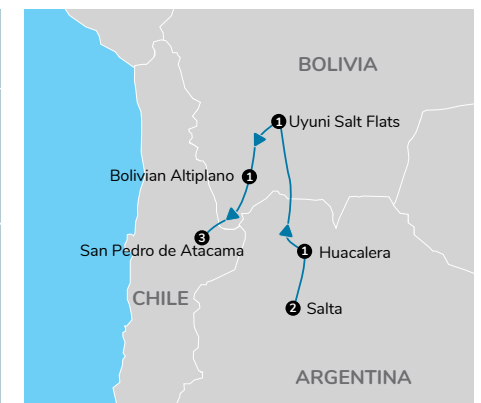 BOLIVIA
1 Uyuni Salt Flats
Bolivian Altiplano 1
3
San Pedro de Atacama
1 Huacalera
CHILE
2 Salta
ARGENTINA